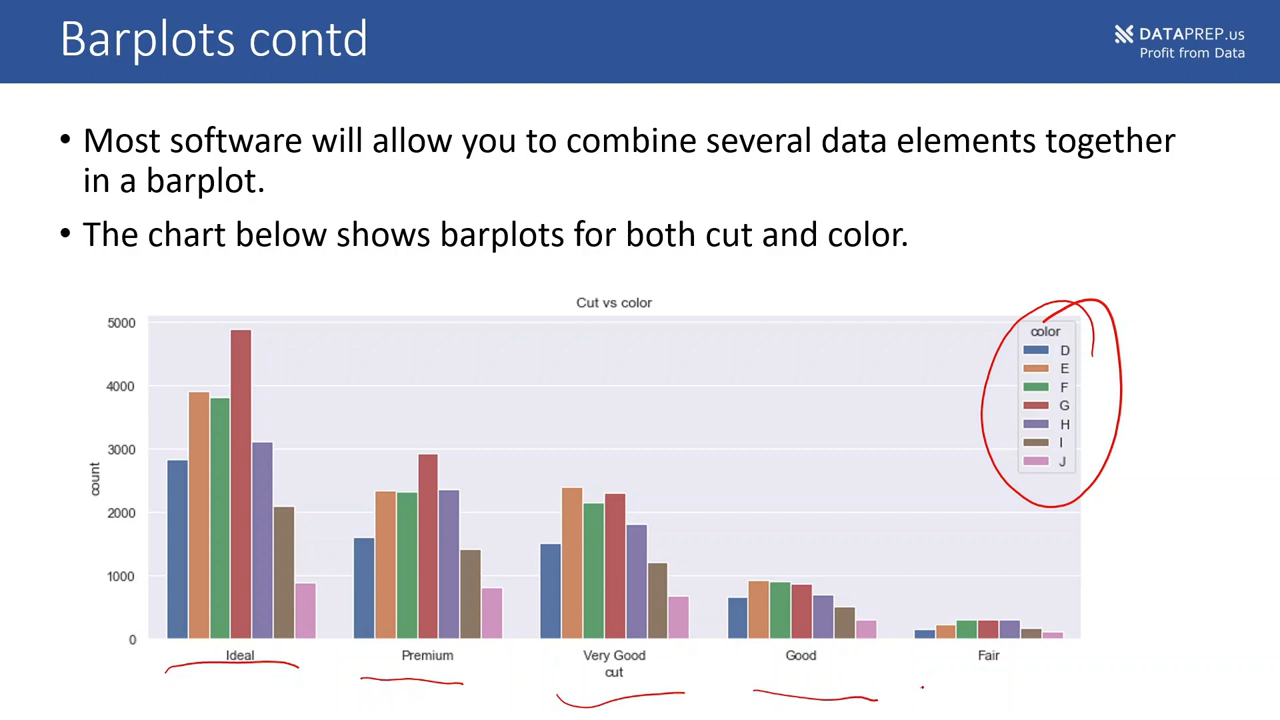 Barplots contd
DATAPREP.us
Profit from Data
• Most software will allow you to combine several data elements together
in a barplot.
• The chart below shows barplots for both cut and color.
Cut vs color
color
D
E
F
G
H
I
J
5000
4000
3000
2000
1000
0
count
Ideal
Premium
Very Good
Good
Fair
cut